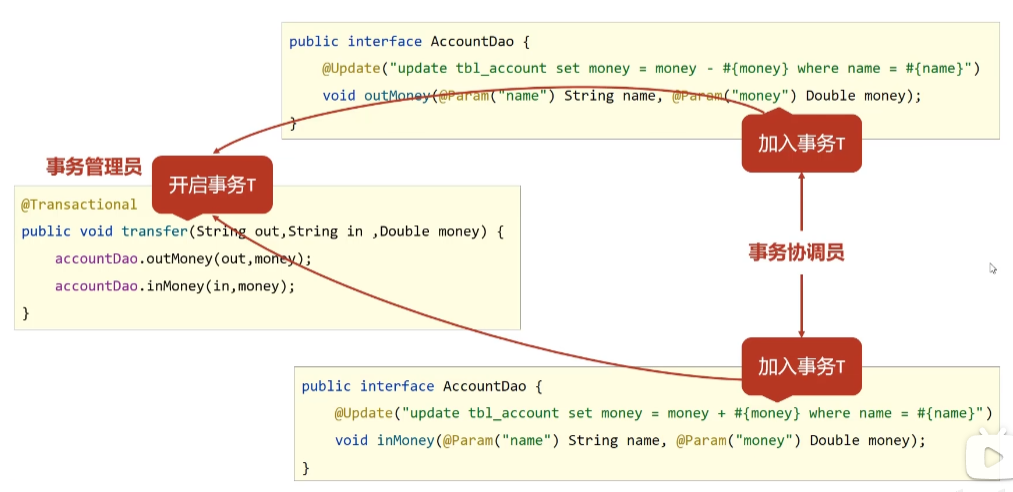 public interface AccountDao {
@Update("update tbl_account set money = money - #{money} where name = #{name}")
void outMoney(@Param("name") String name, @Param("money") Double money);
}
加入事务T
事务管理员
开启事务T
@Transactional
public void transfer(String out,String in ,Double money) {
accountDao.outMoney(out,money);
accountDao.inMoney(in,money);
}
事务协调员
加入事务T
public interface AccountDao {
@Update("update tbl_account set money = money + #{money} where name = #{name}")
void inMoney(@Param("name") String name, @Param("money") Double money);
}